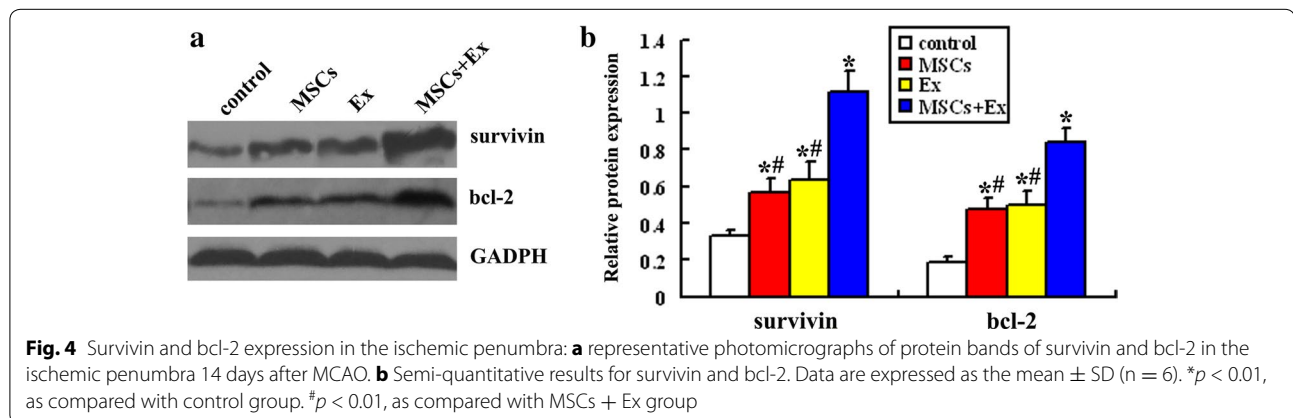 a
control
MSCs
Ex
MSCs+Ex
survivin
bcl-2
GADPH
b
Relative protein expression
1.4
1.2
1
0.8
0.6
0.4
0.2
0
control
MSCs
Ex
MSCs+Ex
*# *# *
*# *# *
survivin bcl-2
Fig. 4 Survivin and bcl-2 expression in the ischemic penumbra: a representative photomicrographs of protein bands of survivin and bcl-2 in the
ischemic penumbra 14 days after MCAO. b Semi-quantitative results for survivin and bcl-2. Data are expressed as the mean ± SD (n = 6). *p < 0.01,
as compared with control group. #p < 0.01, as compared with MSCs + Ex group